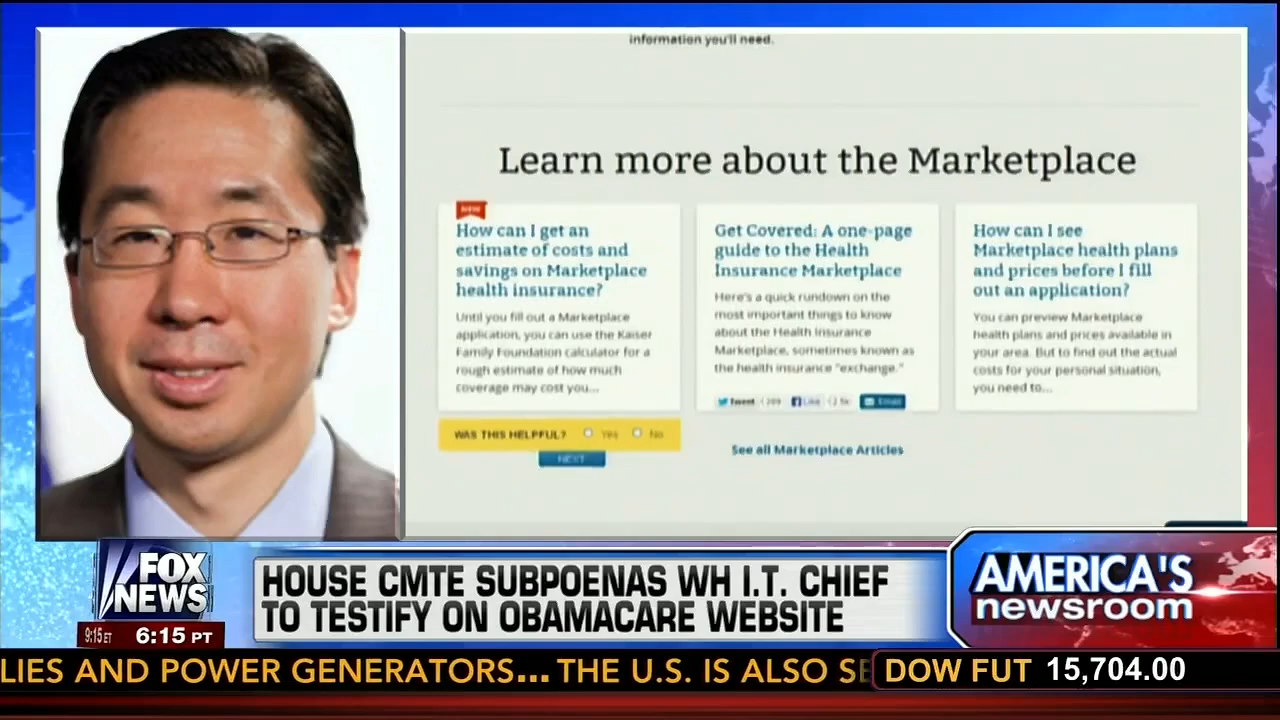 information you'll need.
Learn more about the Marketplace
NEW
How can I get an
estimate of costs and
savings on Marketplace
health insurance?
Until you fill out a Marketplace
application, you can use the Kaiser
Family Foundation calculator for a
rough estimate of how much
coverage may cost you...
WAS THIS HELPFUL? Yes No
NEXT
Get Covered: A one-page
guide to the Health
Insurance Marketplace
Here's a quick rundown on the
most important things to know
about the Health Insurance
Marketplace, sometimes known as
the health insurance "exchange."
Tweet Like Email
How can I see
Marketplace health plans
and prices before I fill
out an application?
You can preview Marketplace
health plans and prices available in
your area. But to find out the actual
costs for your personal situation,
you need to...
See all Marketplace Articles
FOX
NEWS
9:15 ET 6:15 PT
HOUSE CMTE SUBPOENAS WH I.T. CHIEF
TO TESTIFY ON OBAMACARE WEBSITE
AMERICA'S
newsroom
LIES AND POWER GENERATORS... THE U.S. IS ALSO SE
DOW FUT 15,704.00